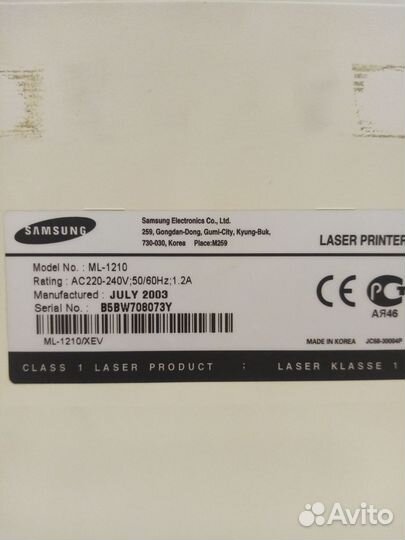 SAMSUNG
Samsung Electronics Co., Ltd.
259, Gongdan-Dong, Gumi-City, Kyung-Buk,
730-030, Korea Place:M259
LASER PRINTER
Model No. : ML-1210
Rating : AC220-240V;50/60Hz;1.2A
Manufactured : JULY 2003
Serial No. : B5BW708073Y
ML-1210/XEV
CE
РСТ
АЯ46
MADE IN KOREA JC68-30004P
CLASS 1 LASER PRODUCT ; LASER KLASSE 1
Avito